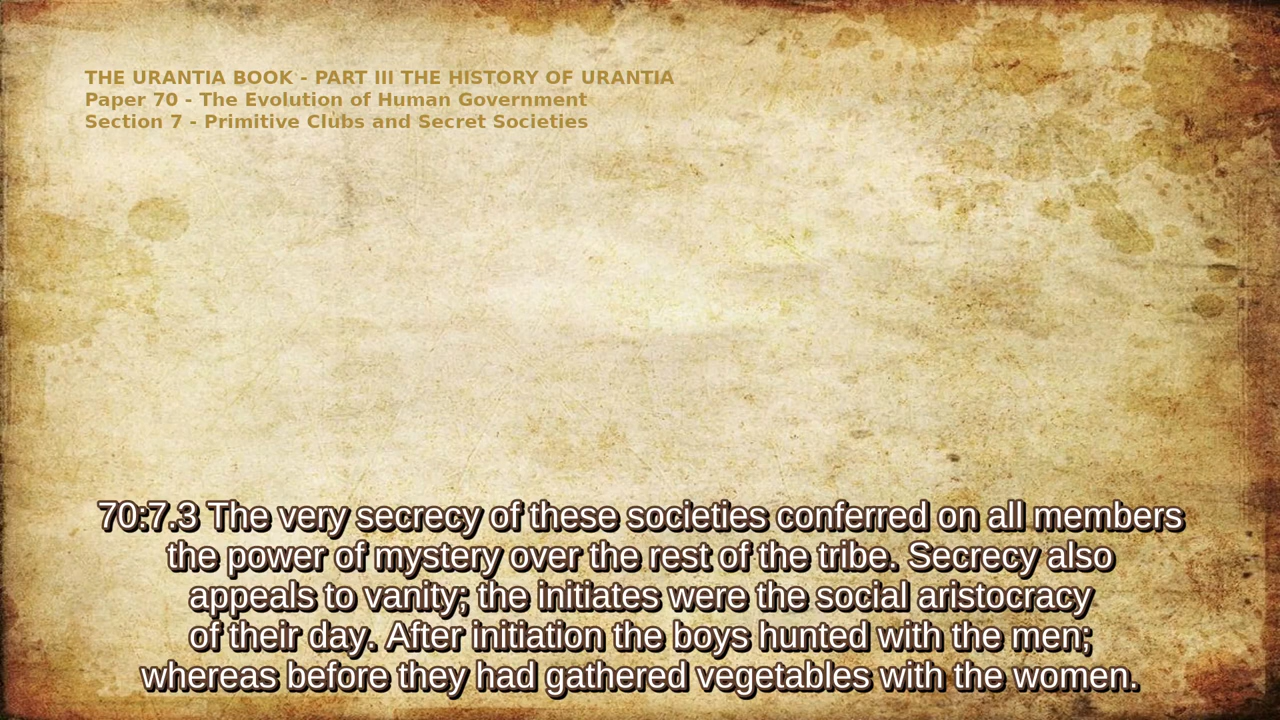 THE URANTIA BOOK - PART III THE HISTORY OF URANTIA
Paper 70 - The Evolution of Human Government
Section 7 - Primitive Clubs and Secret Societies
70:7.3 The very secrecy of these societies conferred on all members
the power of mystery over the rest of the tribe. Secrecy also
appeals to vanity; the initiates were the social aristocracy
of their day. After initiation the boys hunted with the men;
whereas before they had gathered vegetables with the women.